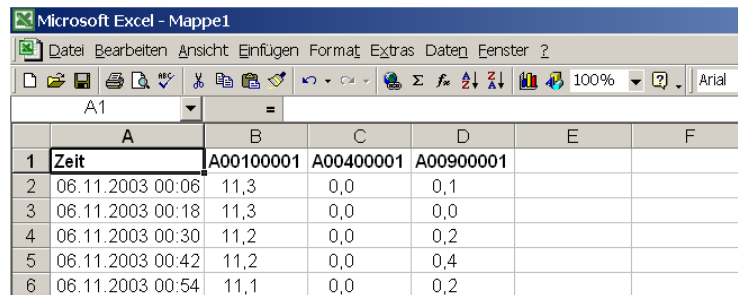 Microsoft Excel - Mappe1
Datei Bearbeiten Ansicht Einfügen Format Extras Daten Fenster ?
100% Arial
A1 =
A B C D E F
1 Zeit A00100001 A00400001 A00900001
2 06.11.2003 00:06 11,3 0,0 0,1
3 06.11.2003 00:18 11,3 0,0 0,0
4 06.11.2003 00:30 11,2 0,0 0,2
5 06.11.2003 00:42 11,2 0,0 0,4
6 06.11.2003 00:54 11,1 0,0 0,2